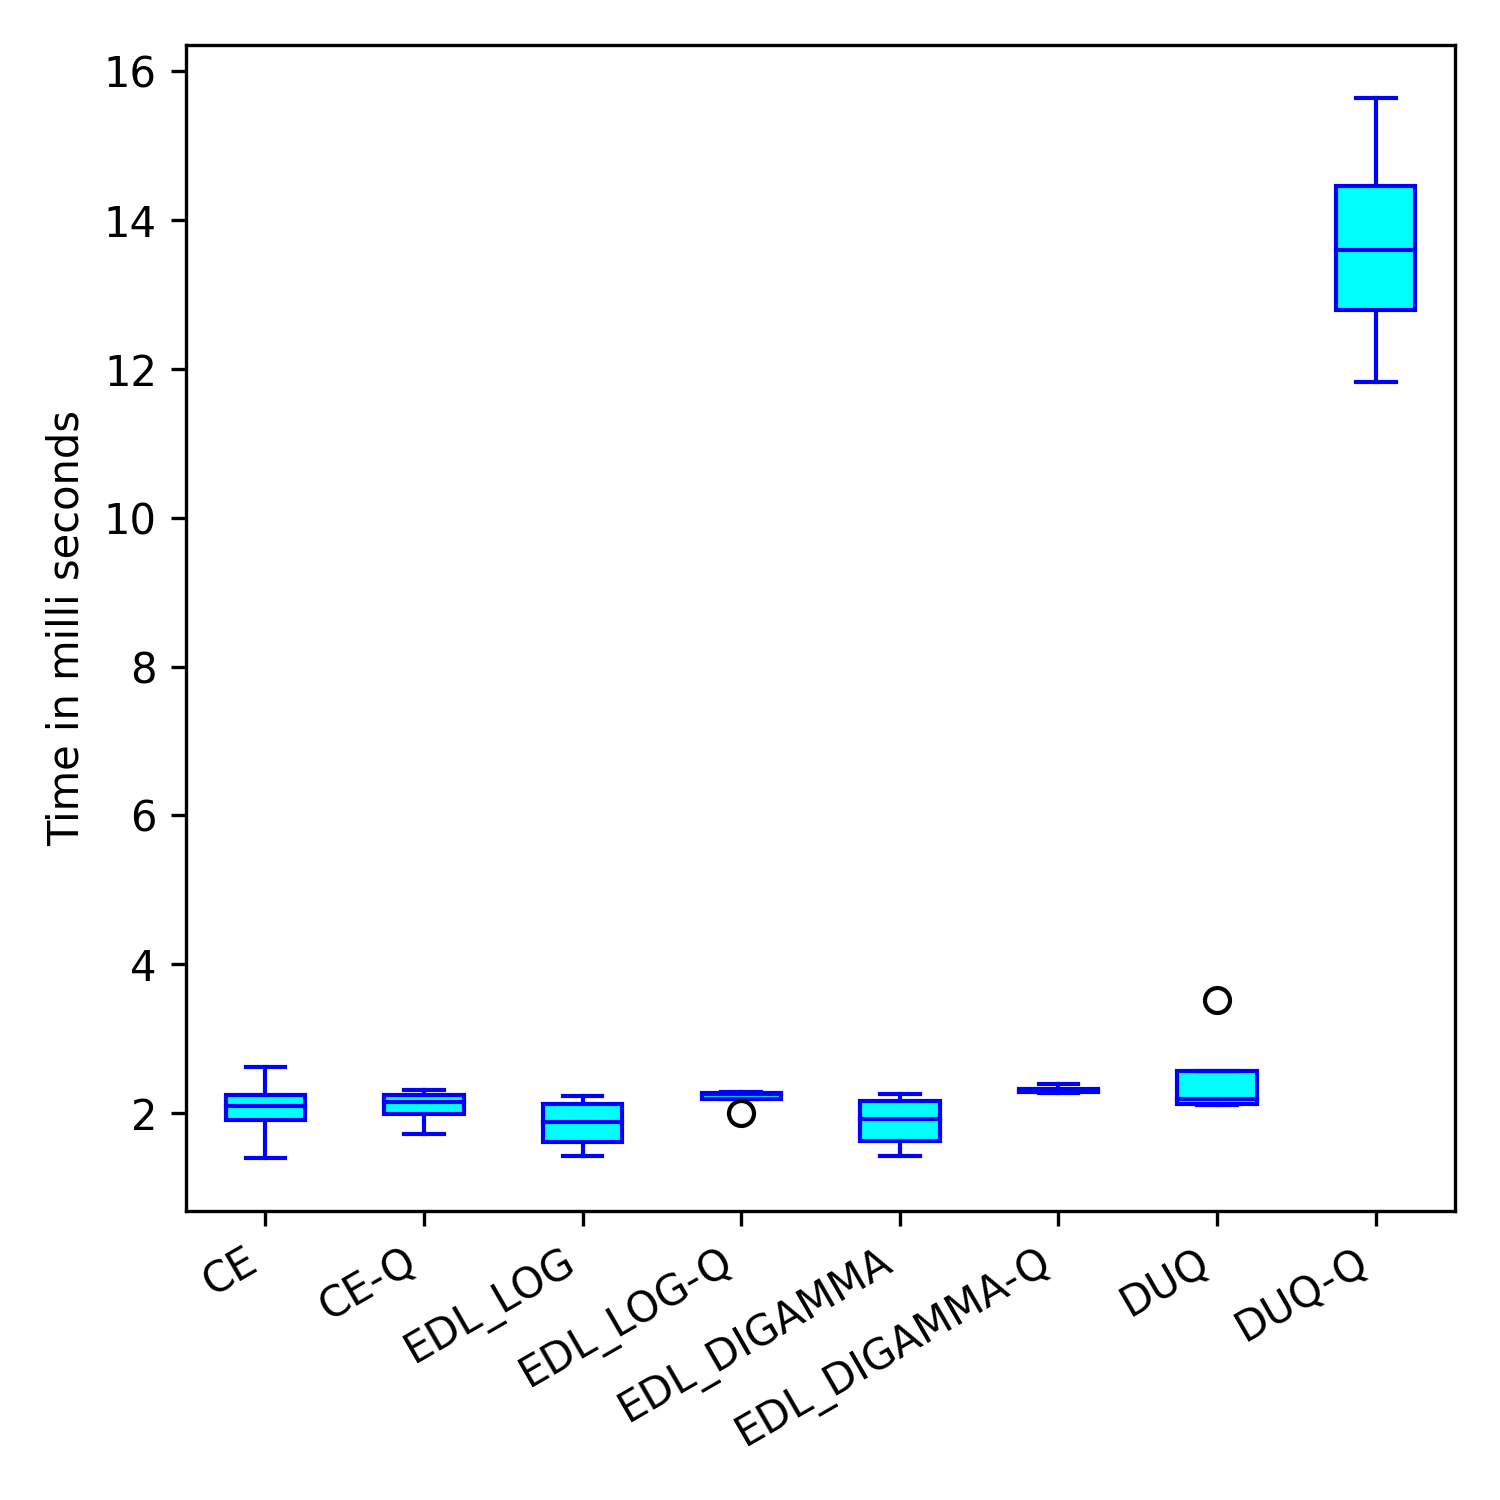 16
14
12
10
8
6
4
2
Time in milli seconds
CE
CE-Q
EDL_LOG
EDL_LOG-Q
EDL_DIGAMMA
EDL_DIGAMMA-Q
DUQ
DUQ-Q